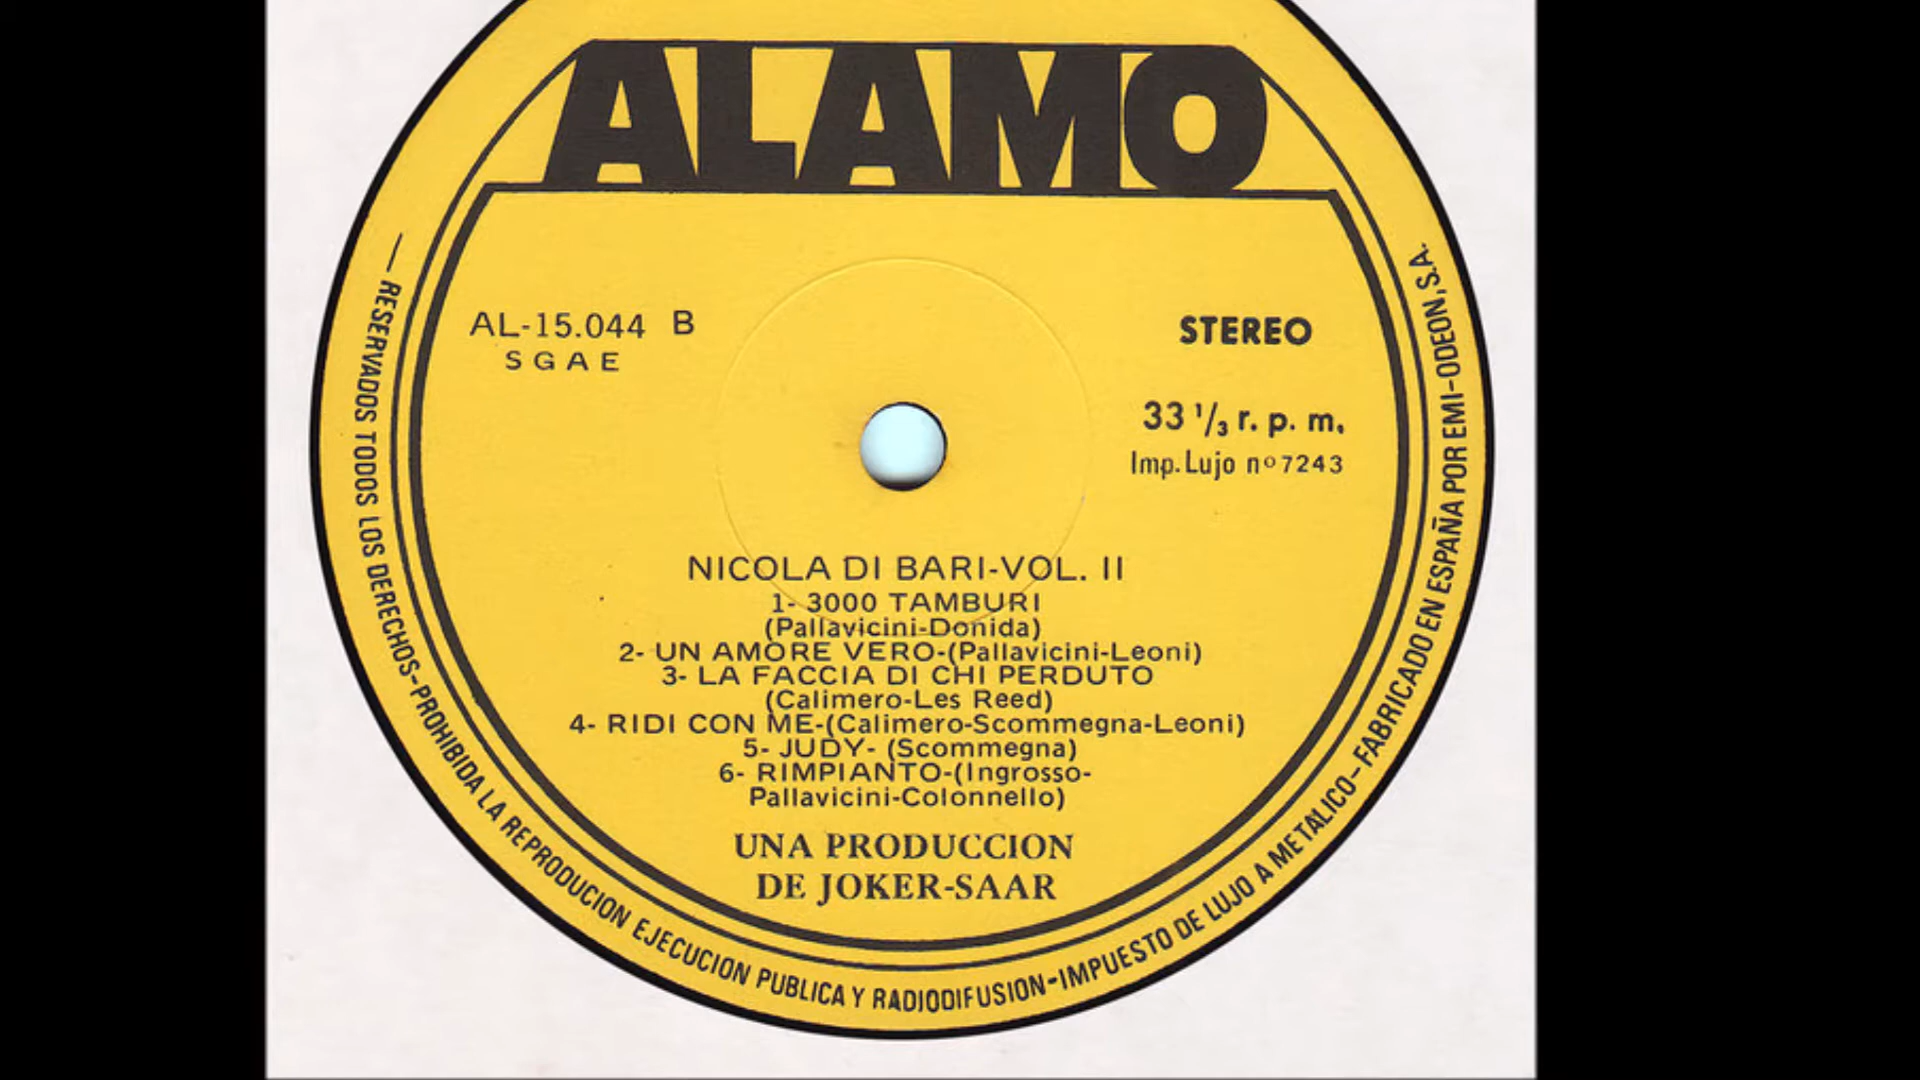 ALAMO
AL-15.044 B
SGAE
STEREO
33 1/3 r. p. m.
Imp. Lujo nº 7243
NICOLA DI BARI-VOL. II
1- 3000 TAMBURI
(Pallavicini-Donida)
2- UN AMORE VERO-(Pallavicini-Leoni)
3- LA FACCIA DI CHI PERDUTO
(Calimero-Les Reed)
4- RIDI CON ME-(Calimero-Scommegna-Leoni)
5- JUDY- (Scommegna)
6- RIMPIANTO-(Ingrosso-
Pallavicini-Colonnello)
UNA PRODUCCION
DE JOKER-SAAR
— RESERVADOS TODOS LOS DERECHOS-PROHIBIDA LA REPRODUCION EJECUCION PUBLICA Y RADIODIFUSION-IMPUESTO DE LUJO A METALICO-FABRICADO EN ESPAÑA POR EMI-ODEON, S.A.